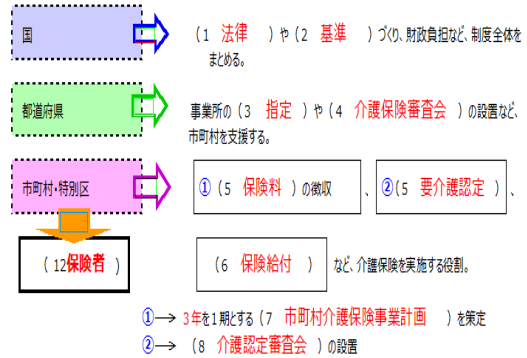 国
(1 法律 )や(2 基準 )づくり、財政負担など、制度全体を
まとめる。
都道府県
事業所の(3 指定 )や(4 介護保険審査会 )の設置など、
市町村を支援する。
市町村・特別区
①(5 保険料 )の徴収 、 ②(5 要介護認定 ) 、
(12保険者 )
(6 保険給付 ) など、介護保険を実施する役割。
①→ 3年を1期とする(7 市町村介護保険事業計画 )を策定
②→ (8 介護認定審査会 )の設置